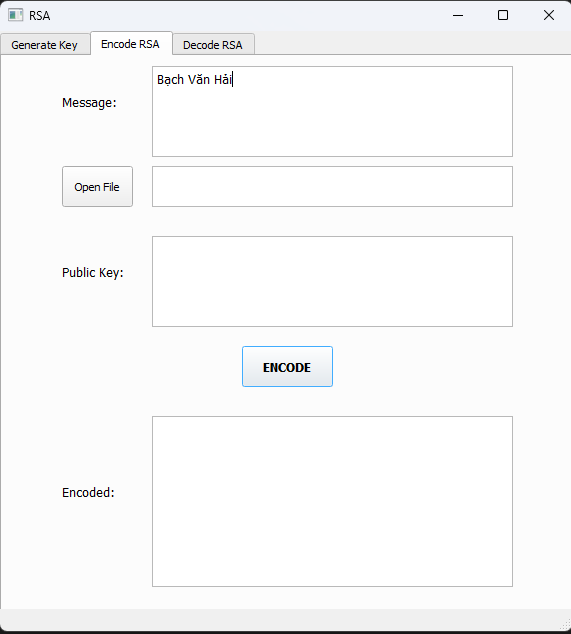 RSA
Generate Key
Encode RSA
Decode RSA
Message:
Bạch Văn Hải
Open File
Public Key:
ENCODE
Encoded: